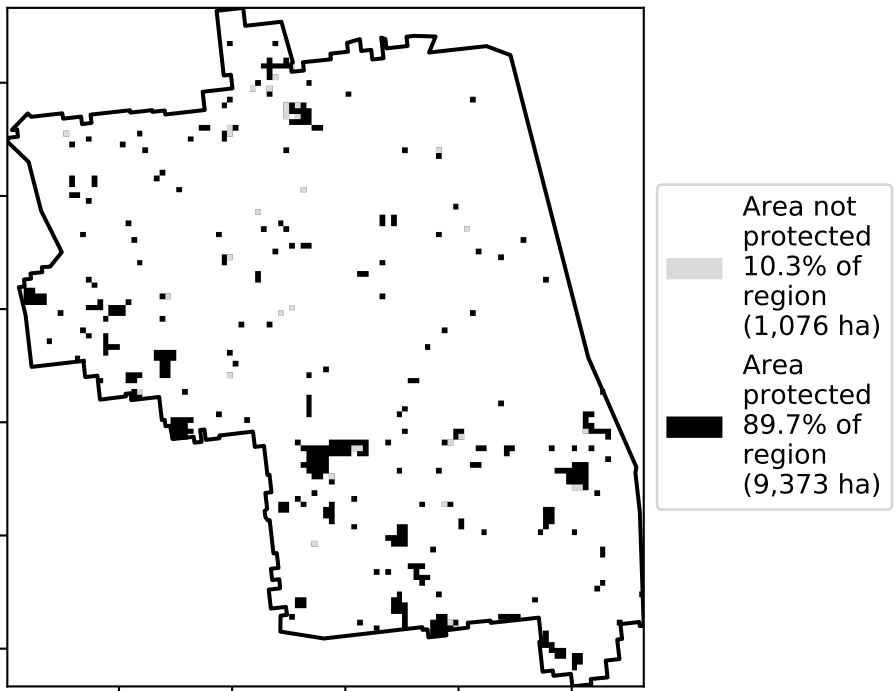 Area not
protected
10.3% of
region
(1,076 ha)
Area
protected
89.7% of
region
(9,373 ha)